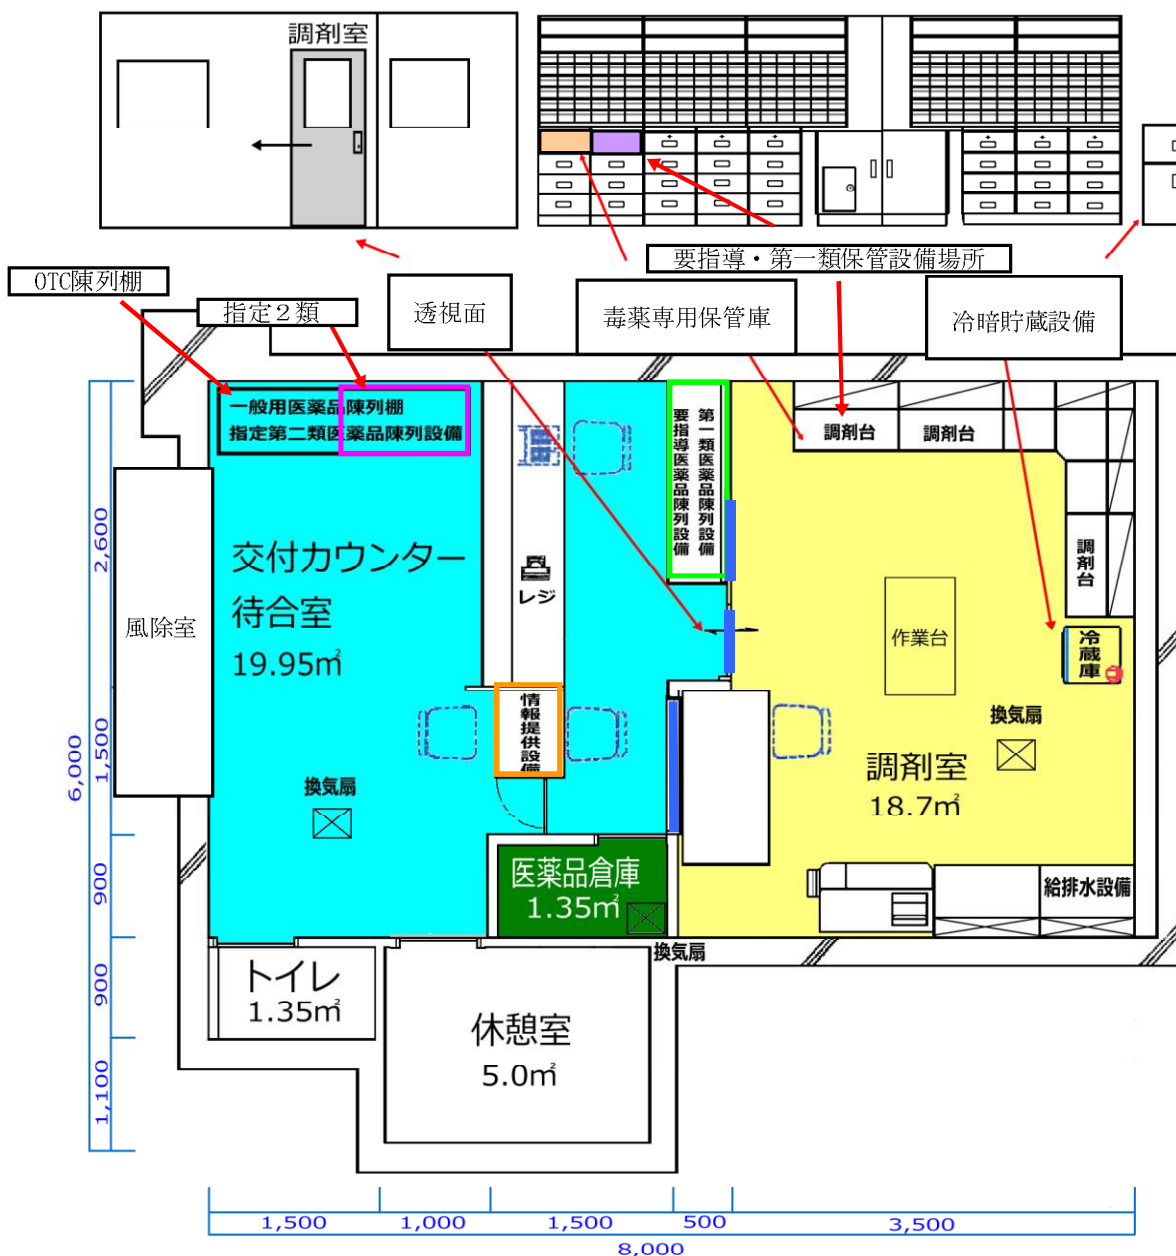 調剤室
要指導・第一類保管設備場所
OTC陳列棚
指定２類
透視面
毒薬専用保管庫
冷暗貯蔵設備
一般用医薬品陳列棚
指定第二類医薬品陳列設備
第一類医薬品陳列設備
要指導医薬品陳列設備
調剤台
調剤台
調剤台
交付カウンター
待合室
19.95㎡
レジ
風除室
作業台
冷蔵庫
情報提供設備
換気扇
換気扇
調剤室
18.7㎡
医薬品倉庫
1.35㎡
給排水設備
換気扇
トイレ
1.35㎡
休憩室
5.0㎡
2,600
1,500
6,000
900
900
1,100
1,500
1,000
1,500
500
3,500
8,000